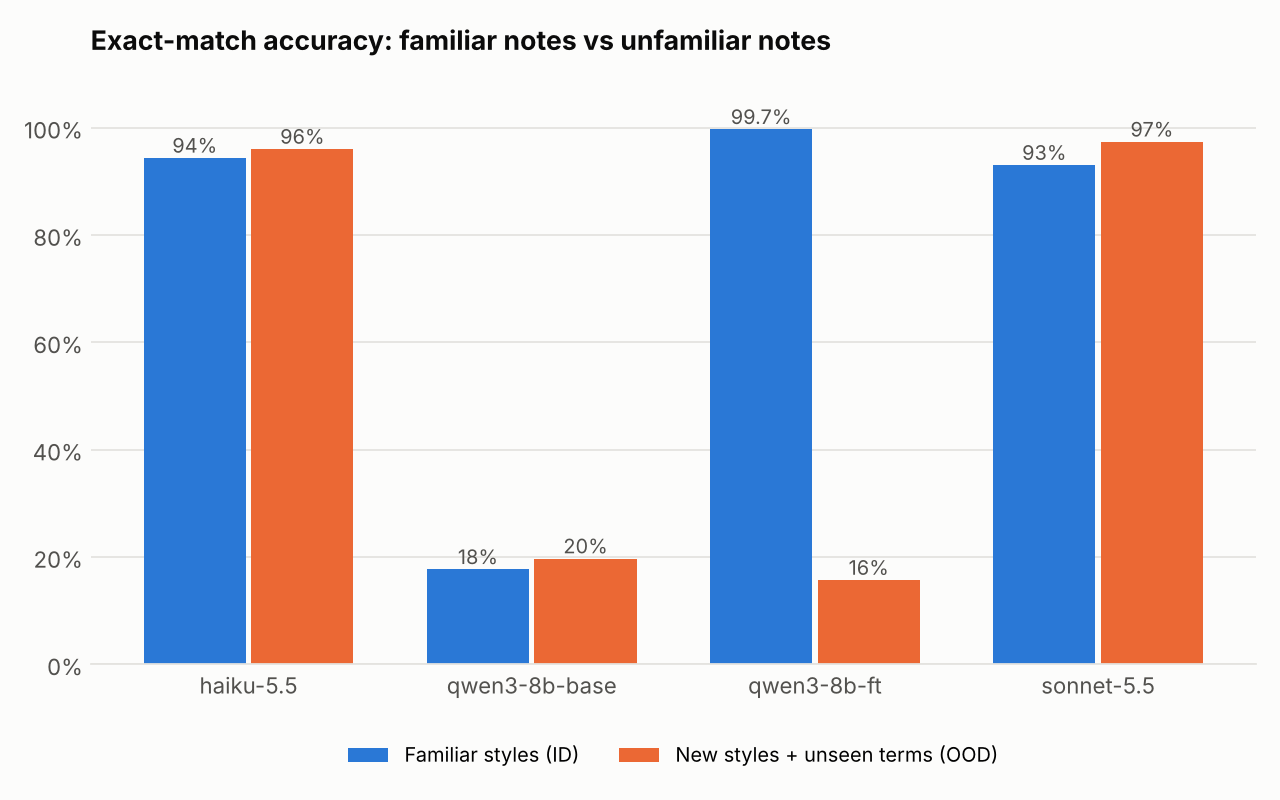 Exact-match accuracy: familiar notes vs unfamiliar notes
100%
80%
60%
40%
20%
0%
94%
96%
18%
20%
99.7%
16%
93%
97%
haiku-5.5
qwen3-8b-base
qwen3-8b-ft
sonnet-5.5
Familiar styles (ID)
New styles + unseen terms (OOD)